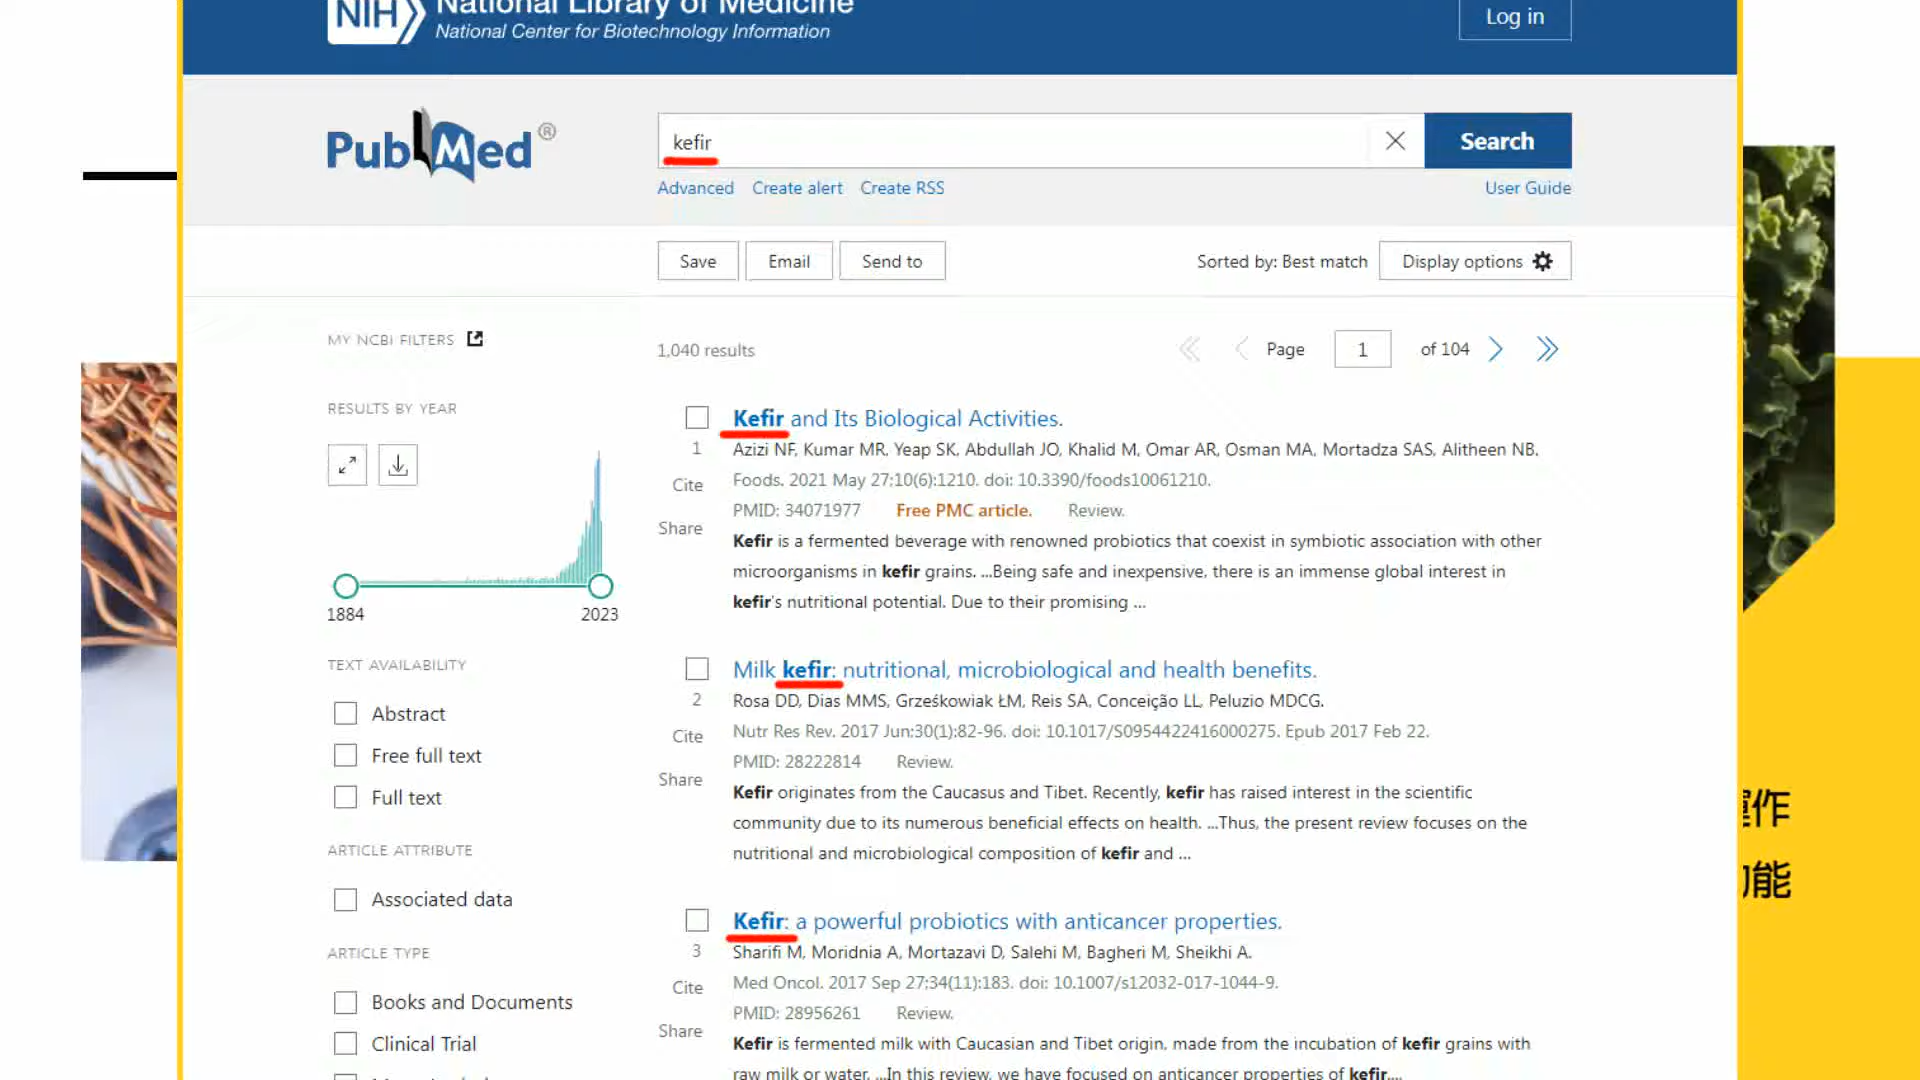 NIH National Library of Medicine
National Center for Biotechnology Information
Log in
PubMed®
kefir
Search
Advanced Create alert Create RSS
User Guide
Save Email Send to
Sorted by: Best match Display options
MY NCBI FILTERS
1,040 results
Page 1 of 104
RESULTS BY YEAR
1884 2023
TEXT AVAILABILITY
Abstract
Free full text
Full text
ARTICLE ATTRIBUTE
Associated data
ARTICLE TYPE
Books and Documents
Clinical Trial
Kefir and Its Biological Activities.
1
Azizi NF, Kumar MR, Yeap SK, Abdullah JO, Khalid M, Omar AR, Osman MA, Mortadza SAS, Alitheen NB.
Cite
Foods. 2021 May 27;10(6):1210. doi: 10.3390/foods10061210.
PMID: 34071977 Free PMC article. Review.
Share
Kefir is a fermented beverage with renowned probiotics that coexist in symbiotic association with other
microorganisms in kefir grains. ...Being safe and inexpensive, there is an immense global interest in
kefir's nutritional potential. Due to their promising ...
Milk kefir: nutritional, microbiological and health benefits.
2
Rosa DD, Dias MMS, Grześkowiak ŁM, Reis SA, Conceição LL, Peluzio MDCG.
Cite
Nutr Res Rev. 2017 Jun;30(1):82-96. doi: 10.1017/S0954422416000275. Epub 2017 Feb 22.
PMID: 28222814 Review.
Share
Kefir originates from the Caucasus and Tibet. Recently, kefir has raised interest in the scientific
community due to its numerous beneficial effects on health. ...Thus, the present review focuses on the
nutritional and microbiological composition of kefir and ...
Kefir: a powerful probiotics with anticancer properties.
3
Sharifi M, Moridnia A, Mortazavi D, Salehi M, Bagheri M, Sheikhi A.
Cite
Med Oncol. 2017 Sep 27;34(11):183. doi: 10.1007/s12032-017-1044-9.
PMID: 28956261 Review.
Share
Kefir is fermented milk with Caucasian and Tibet origin, made from the incubation of kefir grains with
raw milk or water. ...In this review, we have focused on anticancer properties of kefir....
作
能